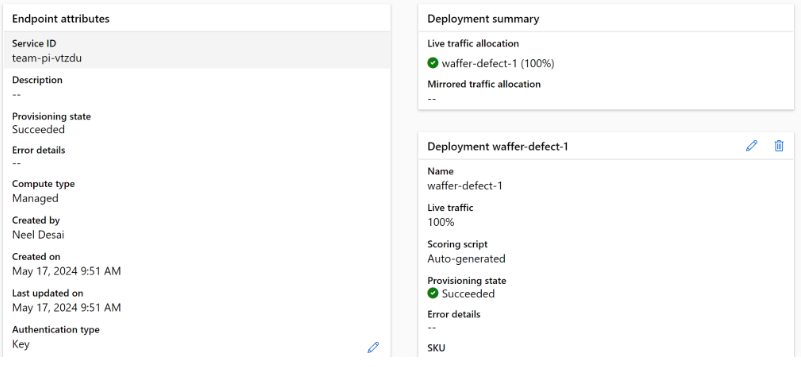 Endpoint attributes
Service ID
team-pi-vtzdu
Description
--
Provisioning state
Succeeded
Error details
--
Compute type
Managed
Created by
Neel Desai
Created on
May 17, 2024 9:51 AM
Last updated on
May 17, 2024 9:51 AM
Authentication type
Key
Deployment summary
Live traffic allocation
waffer-defect-1 (100%)
Mirrored traffic allocation
--
Deployment waffer-defect-1
Name
waffer-defect-1
Live traffic
100%
Scoring script
Auto-generated
Provisioning state
Succeeded
Error details
--
SKU